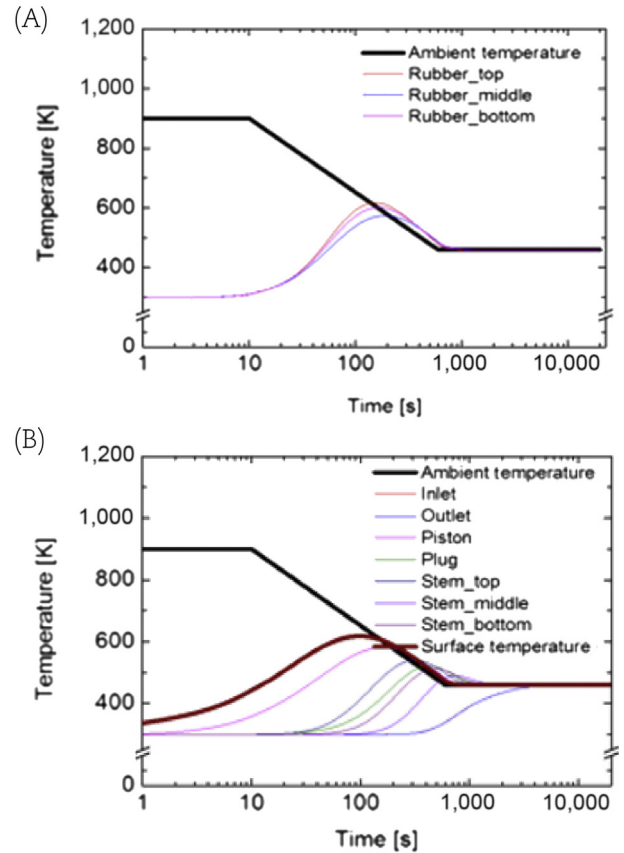 (A)
1,200
1,000
800
600
400
0
Temperature [K]
Ambient temperature
Rubber_top
Rubber_middle
Rubber_bottom
1 10 100 1,000 10,000
Time [s]
(B)
1,200
1,000
800
600
400
0
Temperature [K]
Ambient temperature
Inlet
Outlet
Piston
Plug
Stem_top
Stem_middle
Stem_bottom
Surface temperature
1 10 100 1,000 10,000
Time [s]